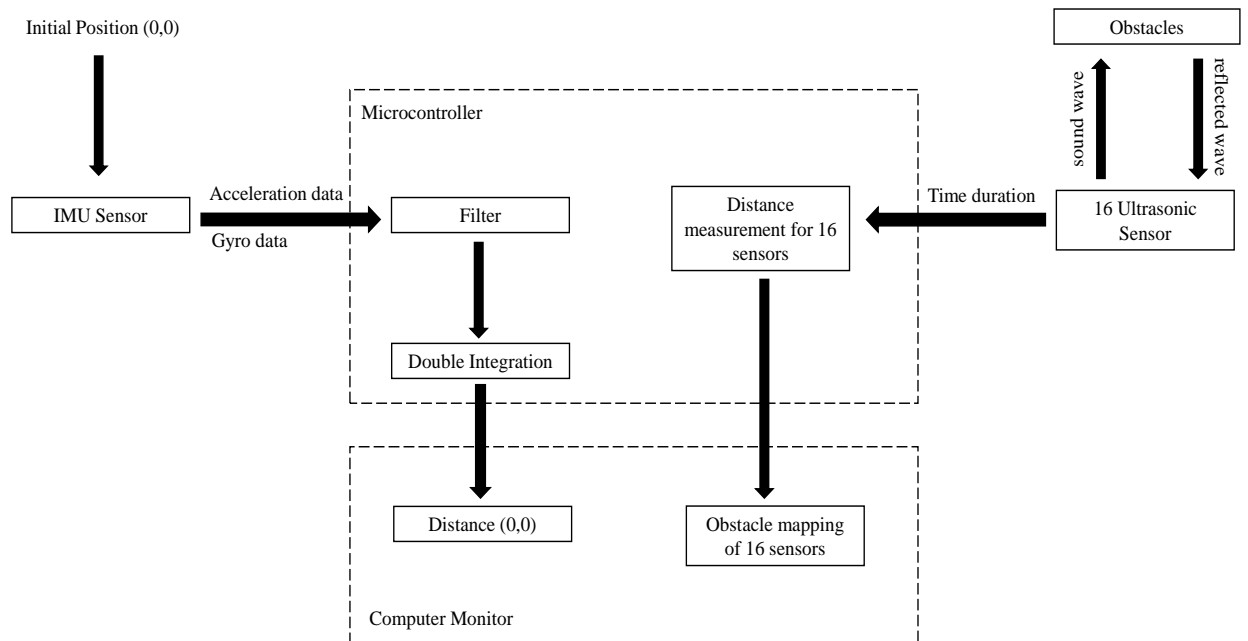 Initial Position (0,0)
Obstacles
sound wave
reflected wave
Microcontroller
IMU Sensor
Acceleration data
Gyro data
Filter
Distance
measurement for 16
sensors
Time duration
16 Ultrasonic
Sensor
Double Integration
Distance (0,0)
Obstacle mapping
of 16 sensors
Computer Monitor